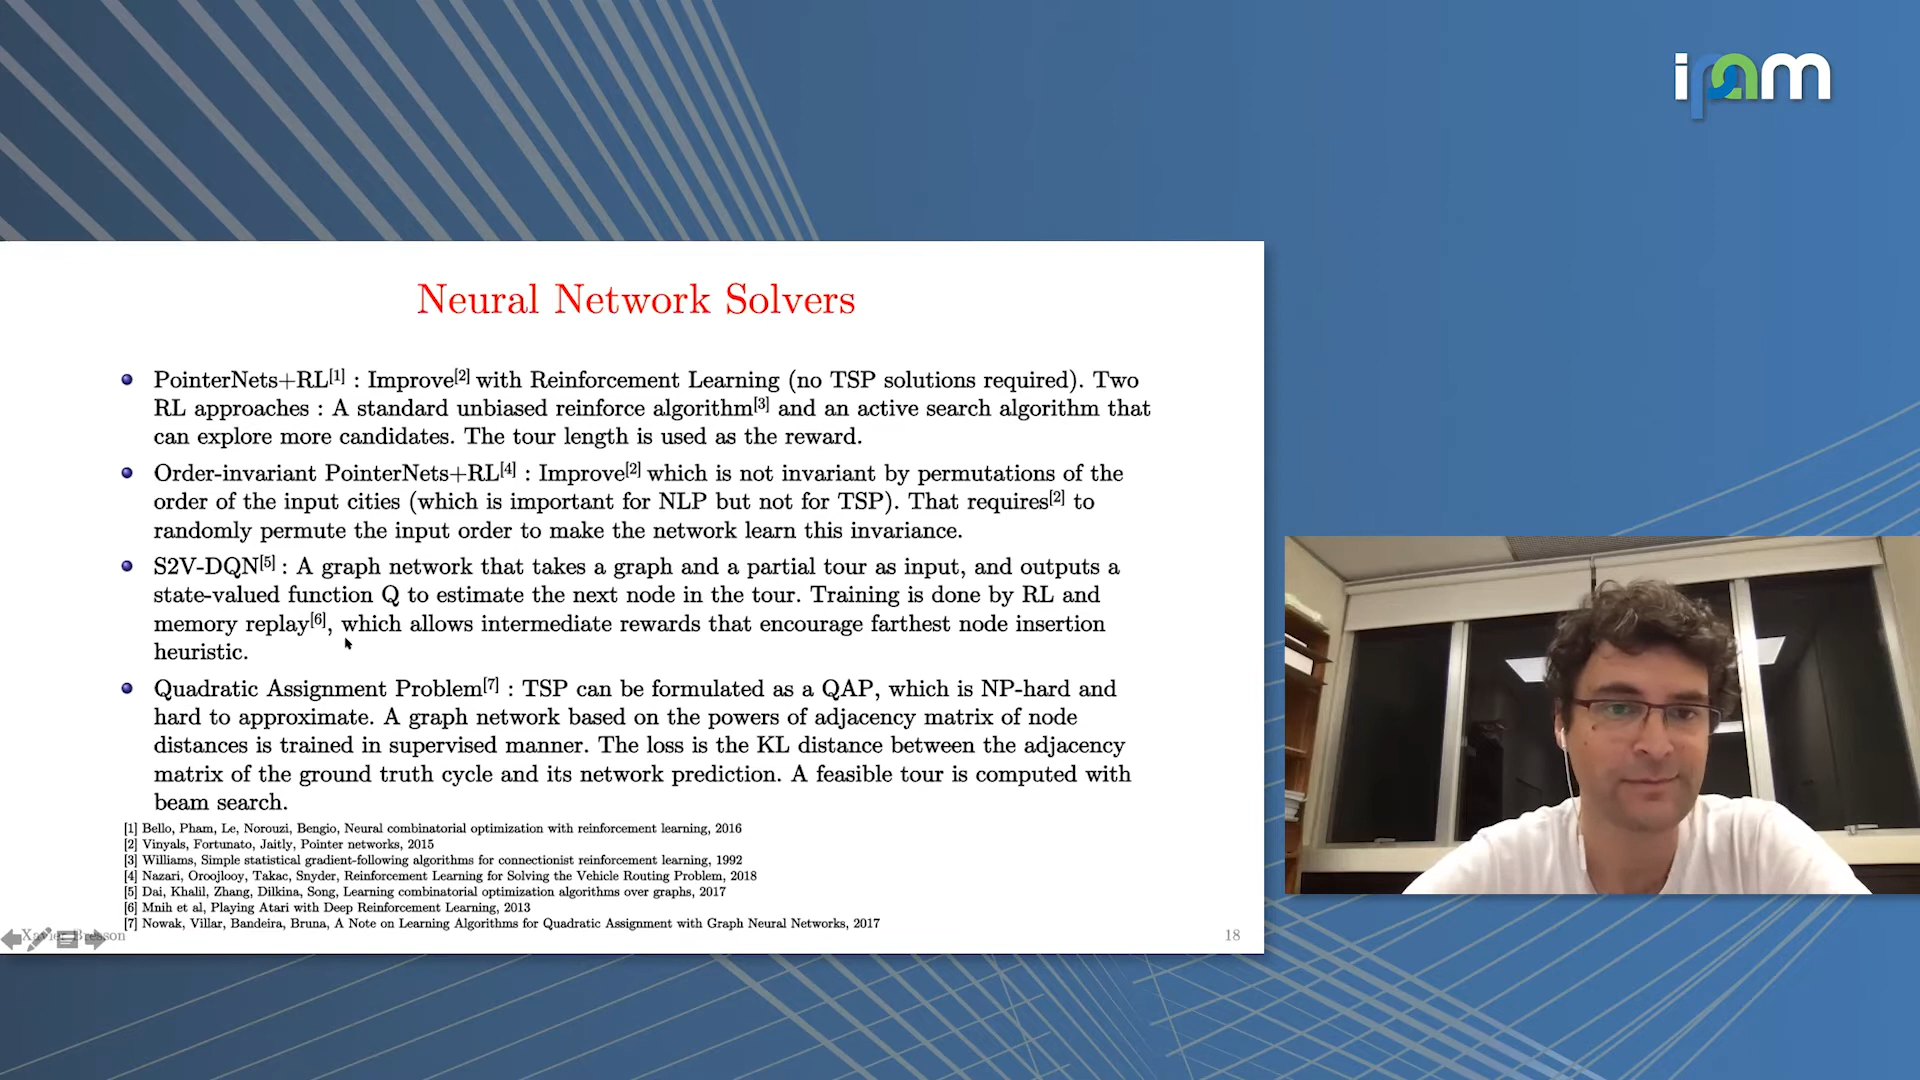 ipam
Neural Network Solvers
PointerNets+RL[1] : Improve[2] with Reinforcement Learning (no TSP solutions required). Two
RL approaches : A standard unbiased reinforce algorithm[3] and an active search algorithm that
can explore more candidates. The tour length is used as the reward.
Order-invariant PointerNets+RL[4] : Improve[2] which is not invariant by permutations of the
order of the input cities (which is important for NLP but not for TSP). That requires[2] to
randomly permute the input order to make the network learn this invariance.
S2V-DQN[5] : A graph network that takes a graph and a partial tour as input, and outputs a
state-valued function Q to estimate the next node in the tour. Training is done by RL and
memory replay[6], which allows intermediate rewards that encourage farthest node insertion
heuristic.
Quadratic Assignment Problem[7] : TSP can be formulated as a QAP, which is NP-hard and
hard to approximate. A graph network based on the powers of adjacency matrix of node
distances is trained in supervised manner. The loss is the KL distance between the adjacency
matrix of the ground truth cycle and its network prediction. A feasible tour is computed with
beam search.
[1] Bello, Pham, Le, Norouzi, Bengio, Neural combinatorial optimization with reinforcement learning, 2016
[2] Vinyals, Fortunato, Jaitly, Pointer networks, 2015
[3] Williams, Simple statistical gradient-following algorithms for connectionist reinforcement learning, 1992
[4] Nazari, Oroojlooy, Takac, Snyder, Reinforcement Learning for Solving the Vehicle Routing Problem, 2018
[5] Dai, Khalil, Zhang, Dilkina, Song, Learning combinatorial optimization algorithms over graphs, 2017
[6] Mnih et al, Playing Atari with Deep Reinforcement Learning, 2013
[7] Nowak, Villar, Bandeira, Bruna, A Note on Learning Algorithms for Quadratic Assignment with Graph Neural Networks, 2017
Xavier Bresson
18